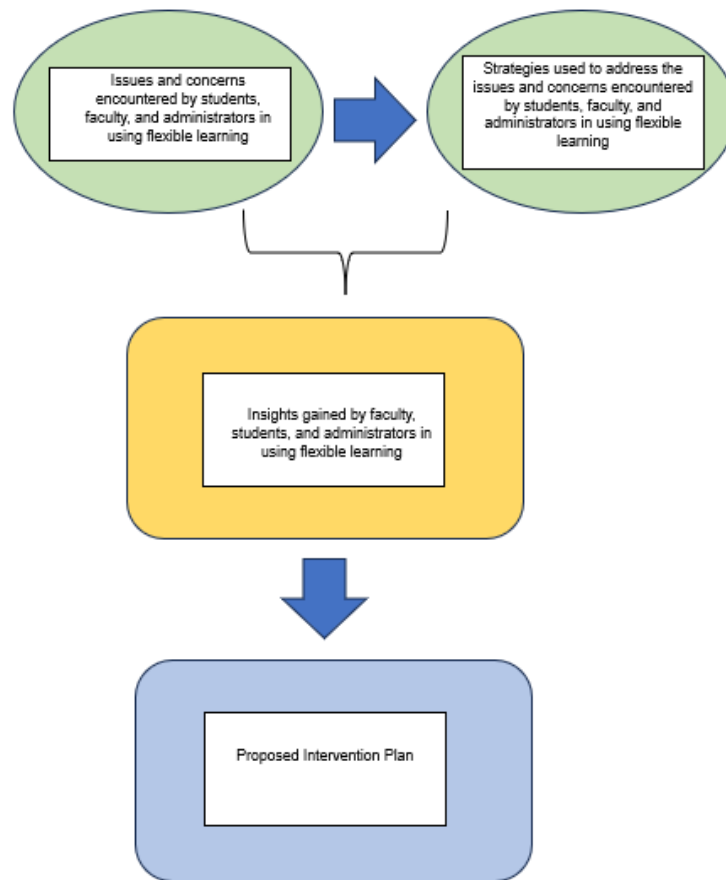 Issues and concerns
encountered by students,
faculty, and administrators in
using flexible learning
Strategies used to address the
issues and concerns encountered
by students, faculty, and
administrators in using flexible
learning
Insights gained by faculty,
students, and administrators in
using flexible learning
Proposed Intervention Plan